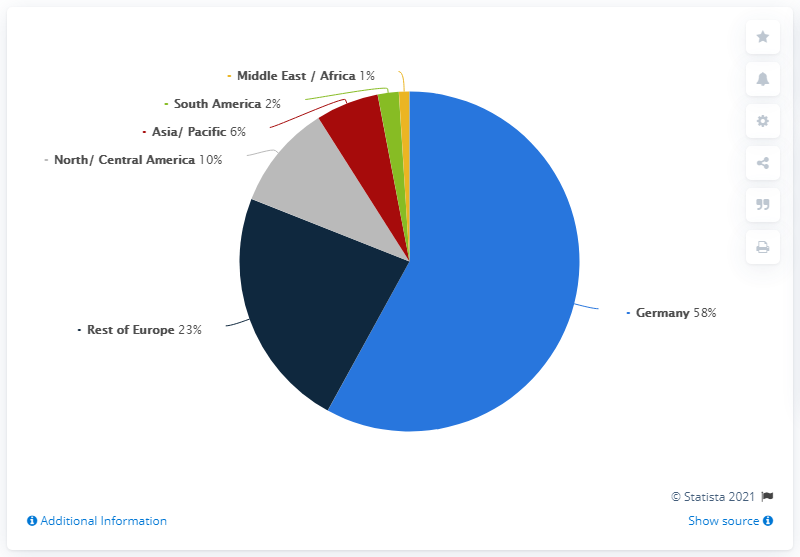 Middle East / Africa 1%
South America 2%
Asia/ Pacific 6%
North/ Central America 10%
Rest of Europe 23%
Germany 58%
© Statista 2021
Additional Information
Show source